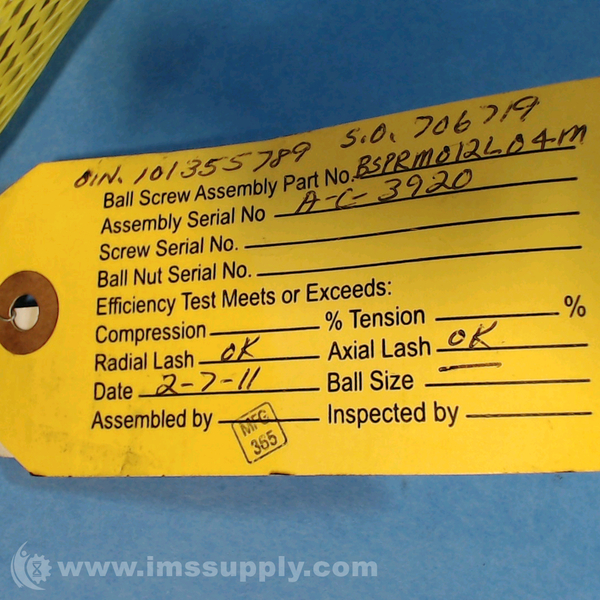 OIN. 101355789 S.O. 706719
Ball Screw Assembly Part No. BSPRM012L04M
Assembly Serial No A-C-3920
Screw Serial No.
Ball Nut Serial No.
Efficiency Test Meets or Exceeds:
Compression % Tension %
Radial Lash OK Axial Lash OK
Date 2-7-11 Ball Size
Assembled by MFG 365 Inspected by
www.imssupply.com